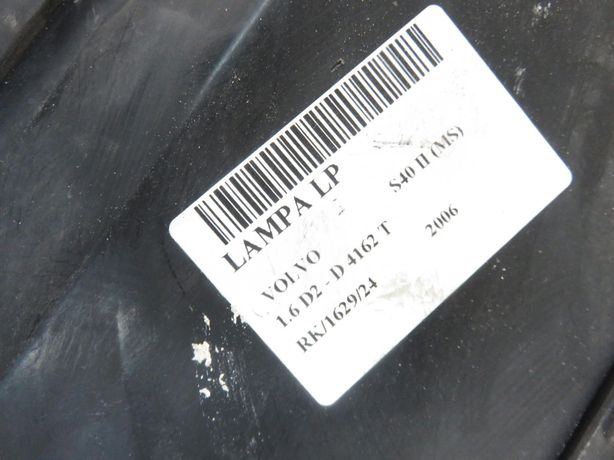 LAMPA LP
VOLVO S40 II (MS)
1.6 D2 - D 4162 T 2006
RK/1629/24